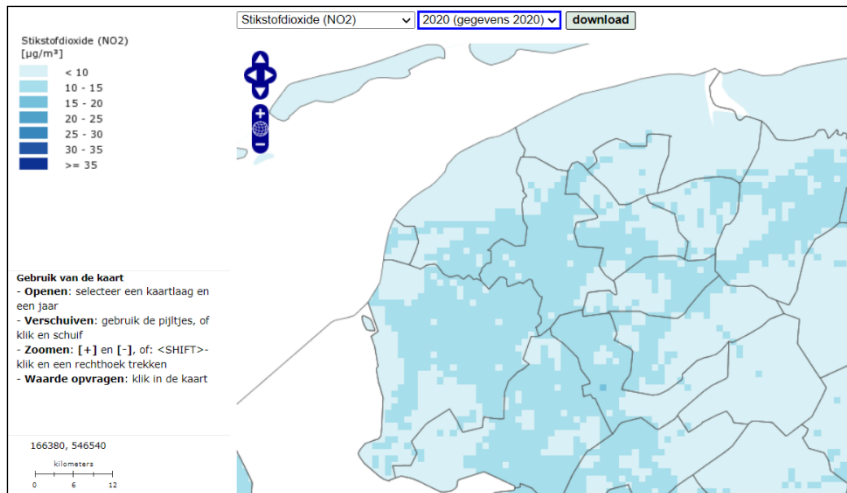 Stikstofdioxide (NO2)
2020 (gegevens 2020)
download
Stikstofdioxide (NO2)
[µg/m³]
< 10
10 - 15
15 - 20
20 - 25
25 - 30
30 - 35
>= 35
Gebruik van de kaart
- Openen: selecteer een kaartlaag en
een jaar
- Verschuiven: gebruik de pijltjes, of
klik en schuif
- Zoomen: [+] en [-], of: <SHIFT>-
klik en een rechthoek trekken
- Waarde opvragen: klik in de kaart
166380, 546540
kilometers
0 6 12